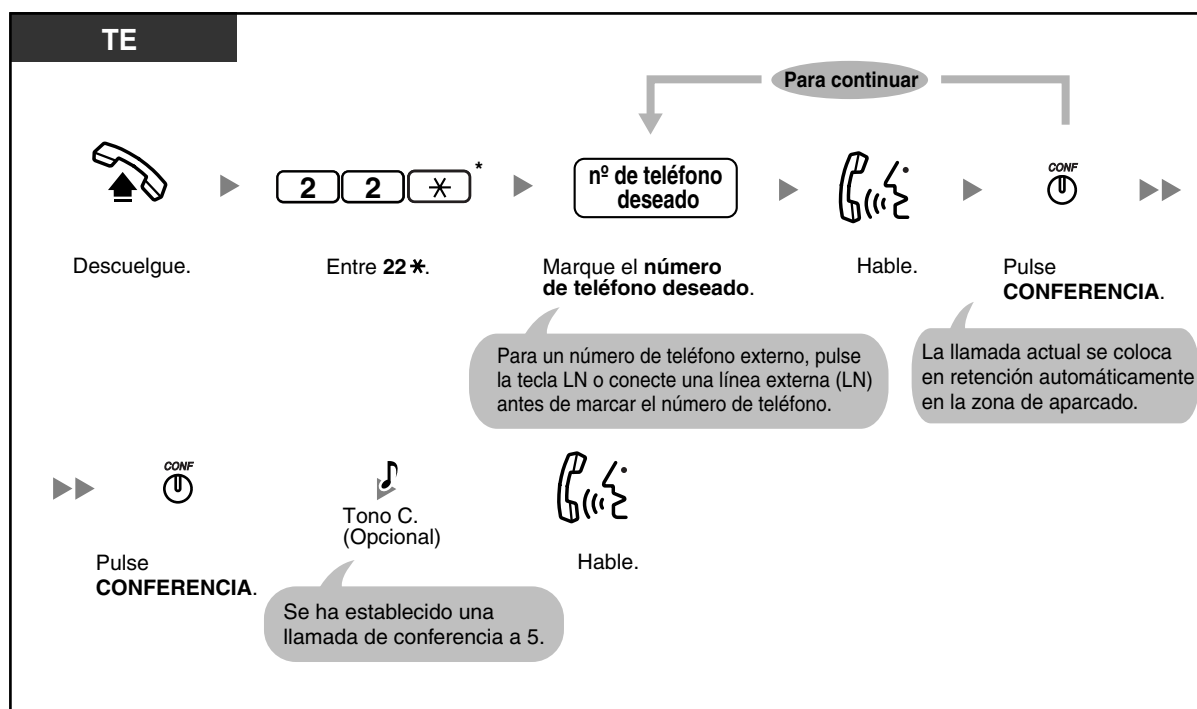 TE
Para continuar
2 2 * *
nº de teléfono
deseado
CONF
Descuelgue.
Entre 22*.
Marque el número
de teléfono deseado.
Hable.
Pulse
CONFERENCIA.
Para un número de teléfono externo, pulse
la tecla LN o conecte una línea externa (LN)
antes de marcar el número de teléfono.
La llamada actual se coloca
en retención automáticamente
en la zona de aparcado.
CONF
Pulse
CONFERENCIA.
Tono C.
(Opcional)
Hable.
Se ha establecido una
llamada de conferencia a 5.